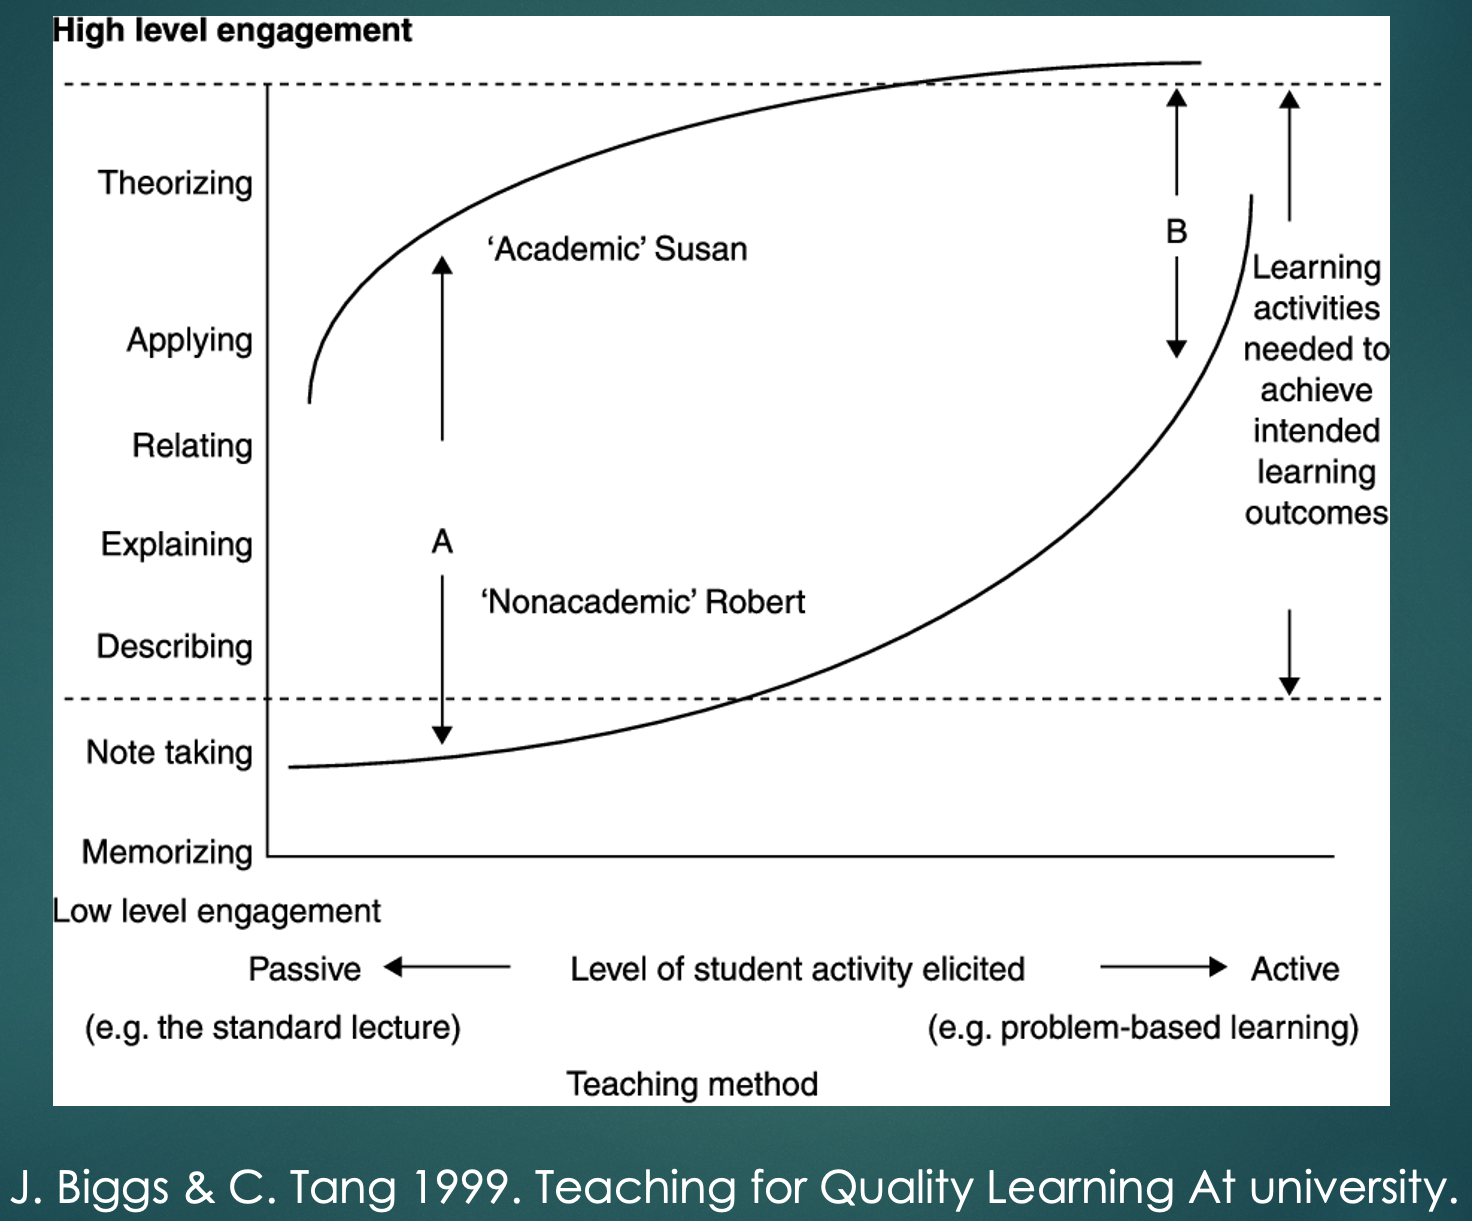 High level engagement
Theorizing
Applying
Relating
Explaining
Describing
Note taking
Memorizing
Low level engagement
‘Academic’ Susan
A
‘Nonacademic’ Robert
B
Learning
activities
needed to
achieve
intended
learning
outcomes
Passive Level of student activity elicited Active
(e.g. the standard lecture) (e.g. problem-based learning)
Teaching method
J. Biggs & C. Tang 1999. Teaching for Quality Learning At university.